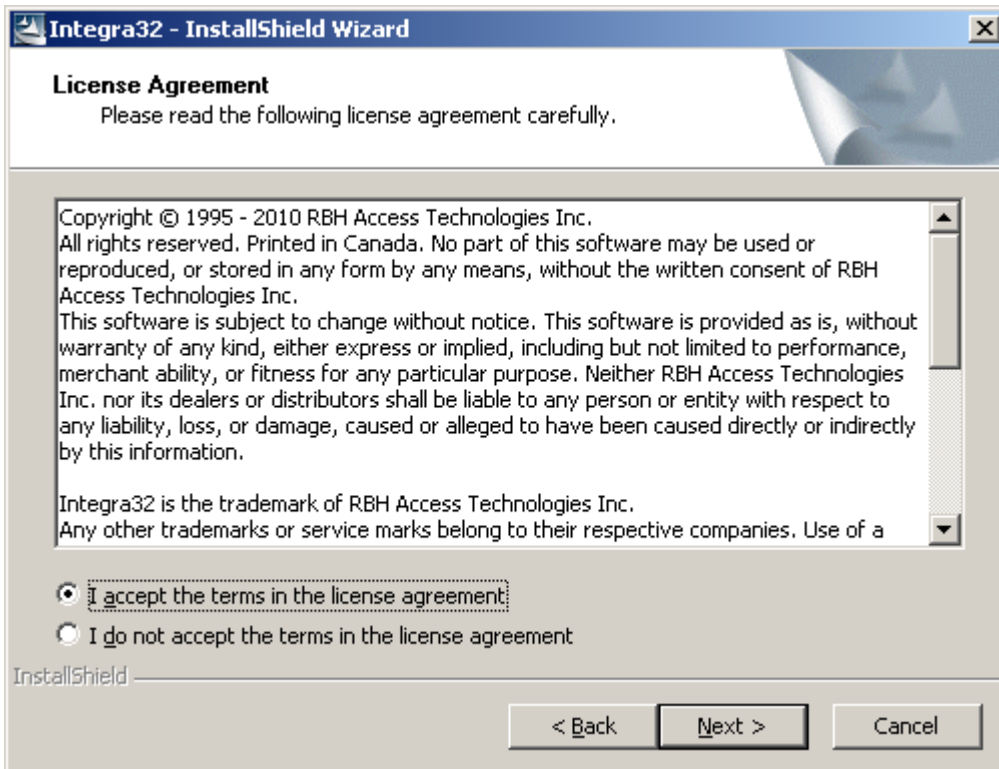 Integra32 - InstallShield Wizard
License Agreement
Please read the following license agreement carefully.
Copyright © 1995 - 2010 RBH Access Technologies Inc.
All rights reserved. Printed in Canada. No part of this software may be used or
reproduced, or stored in any form by any means, without the written consent of RBH
Access Technologies Inc.
This software is subject to change without notice. This software is provided as is, without
warranty of any kind, either express or implied, including but not limited to performance,
merchant ability, or fitness for any particular purpose. Neither RBH Access Technologies
Inc. nor its dealers or distributors shall be liable to any person or entity with respect to
any liability, loss, or damage, caused or alleged to have been caused directly or indirectly
by this information.
Integra32 is the trademark of RBH Access Technologies Inc.
Any other trademarks or service marks belong to their respective companies. Use of a
I accept the terms in the license agreement
I do not accept the terms in the license agreement
InstallShield
< Back Next > Cancel